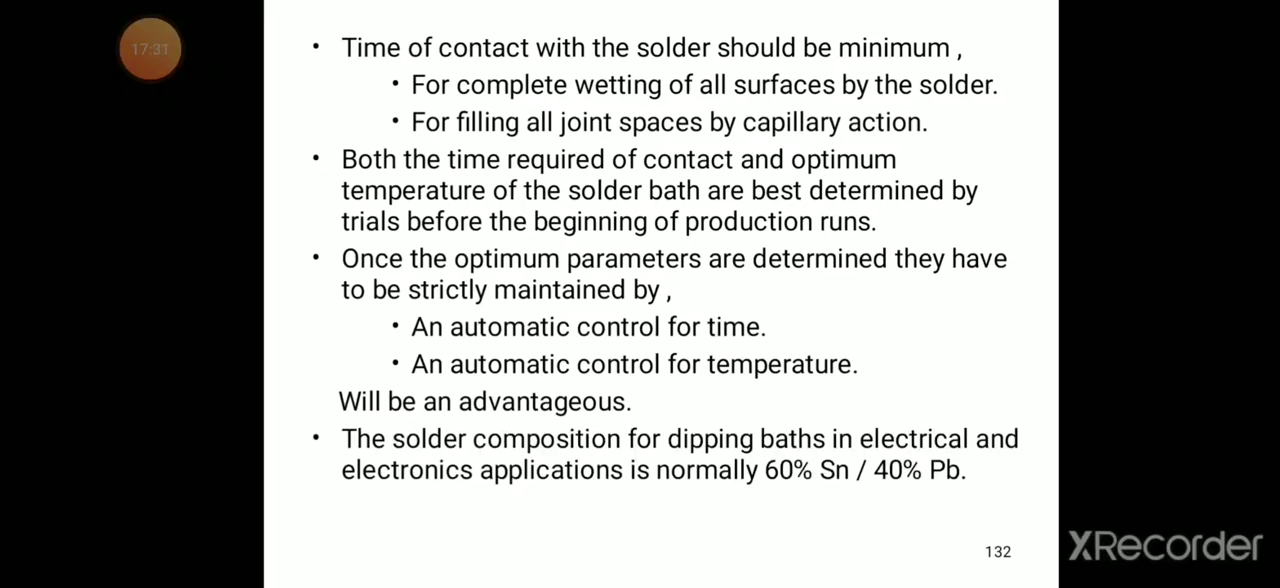 17:31
• Time of contact with the solder should be minimum ,
• For complete wetting of all surfaces by the solder.
• For filling all joint spaces by capillary action.
• Both the time required of contact and optimum
temperature of the solder bath are best determined by
trials before the beginning of production runs.
• Once the optimum parameters are determined they have
to be strictly maintained by ,
• An automatic control for time.
• An automatic control for temperature.
Will be an advantageous.
• The solder composition for dipping baths in electrical and
electronics applications is normally 60% Sn / 40% Pb.
132
XRecorder